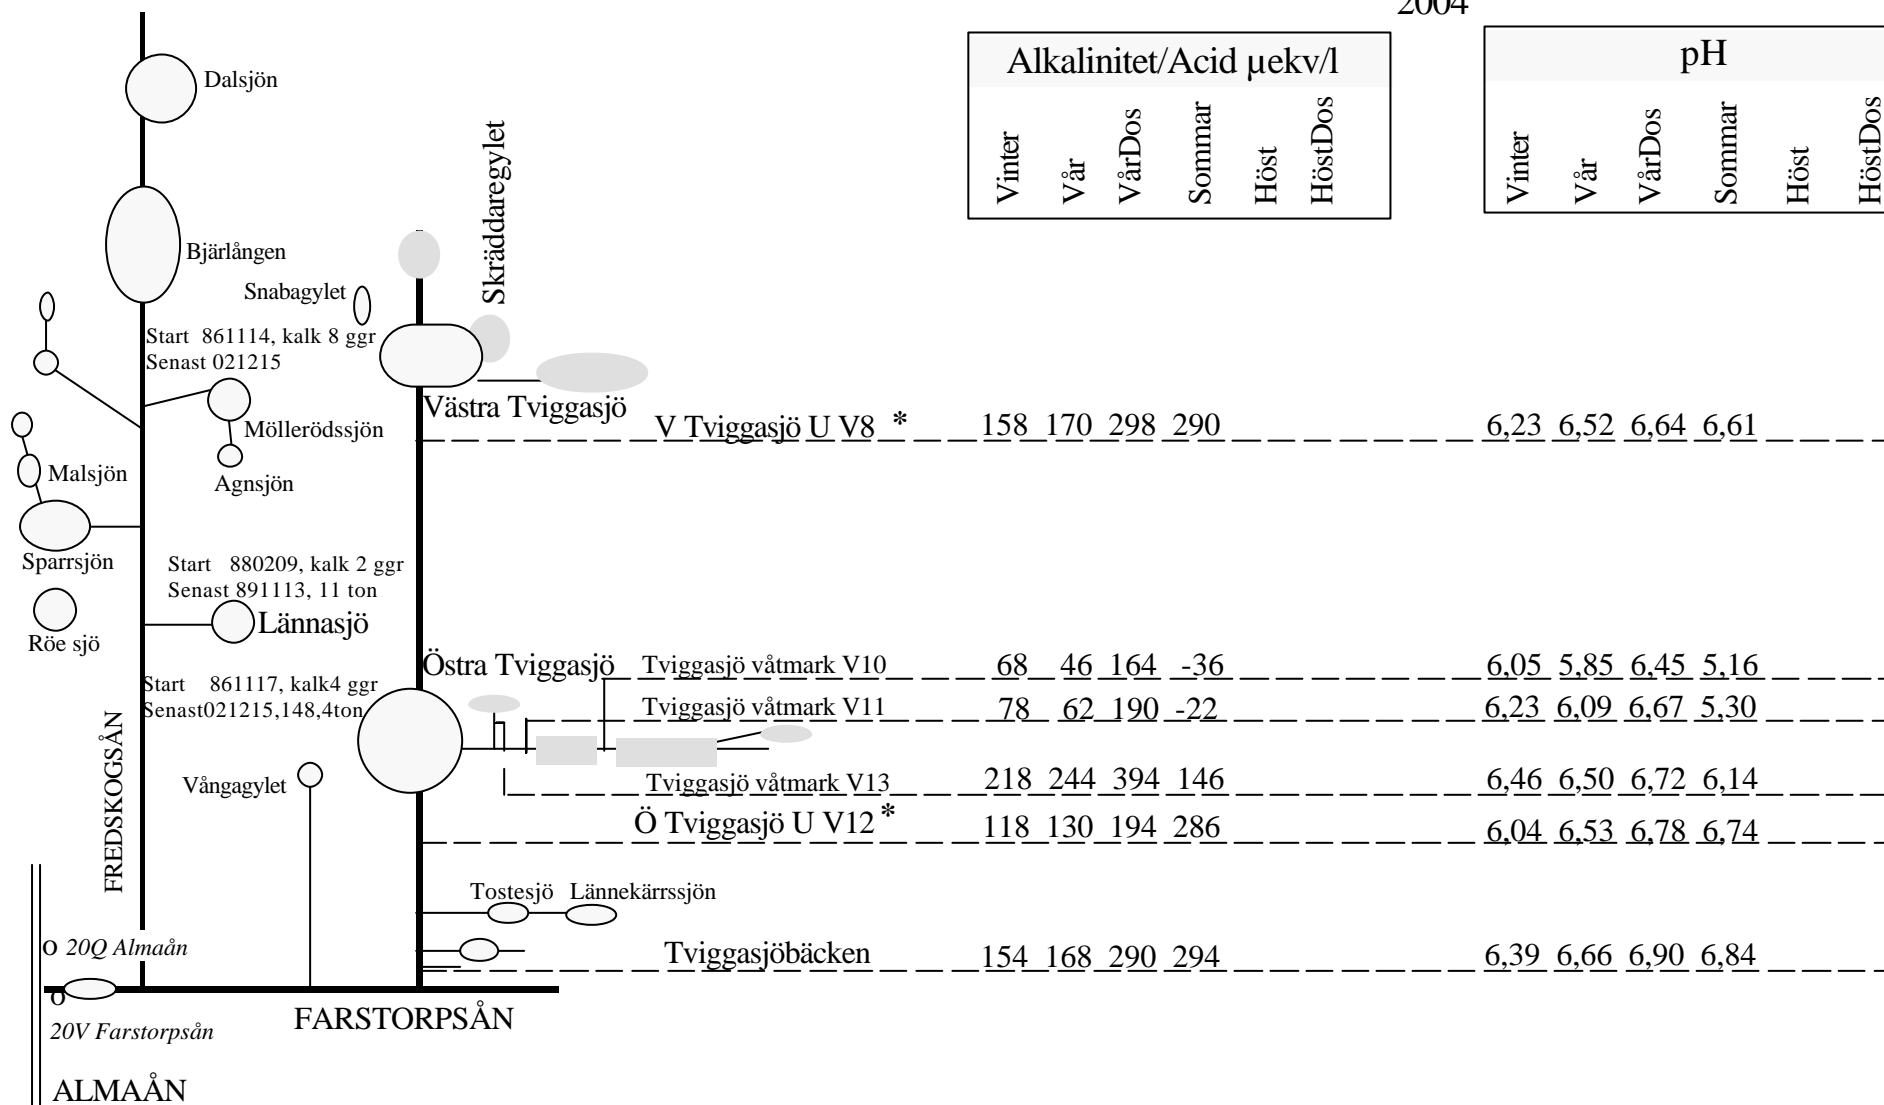 2004
Alkalinitet/Acid µekv/l
pH
Vinter
Vår
VårDos
Sommar
Höst
HöstDos
Vinter
Vår
VårDos
Sommar
Höst
HöstDos
Dalsjön
Skräddaregylet
Bjärlången
Snabagylet
Start 861114, kalk 8 ggr
Senast 021215
Västra Tviggasjö
V Tviggasjö U V8 * 158 170 298 290 6,23 6,52 6,64 6,61
Möllerödssjön
Malsjön
Agnsjön
Sparrsjön
Start 880209, kalk 2 ggr
Senast 891113, 11 ton
Lännasjö
Röe sjö
Östra Tviggasjö
Tviggasjö våtmark V10 68 46 164 -36 6,05 5,85 6,45 5,16
Start 861117, kalk4 ggr
Senast021215,148,4ton
Tviggasjö våtmark V11 78 62 190 -22 6,23 6,09 6,67 5,30
FREDSKOGSÅN
Vångagylet
Tviggasjö våtmark V13 218 244 394 146 6,46 6,50 6,72 6,14
Ö Tviggasjö U V12 * 118 130 194 286 6,04 6,53 6,78 6,74
Tostesjö Lännekärrssjön
o 20Q Almaån
Tviggasjöbäcken 154 168 290 294 6,39 6,66 6,90 6,84
o
20V Farstorpsån
FARSTORPSÅN
ALMAÅN